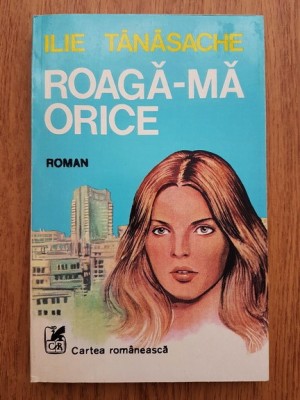 ILIE TĂNĂSACHE
ROAGĂ-MĂ
ORICE
ROMAN
CR
Cartea românească